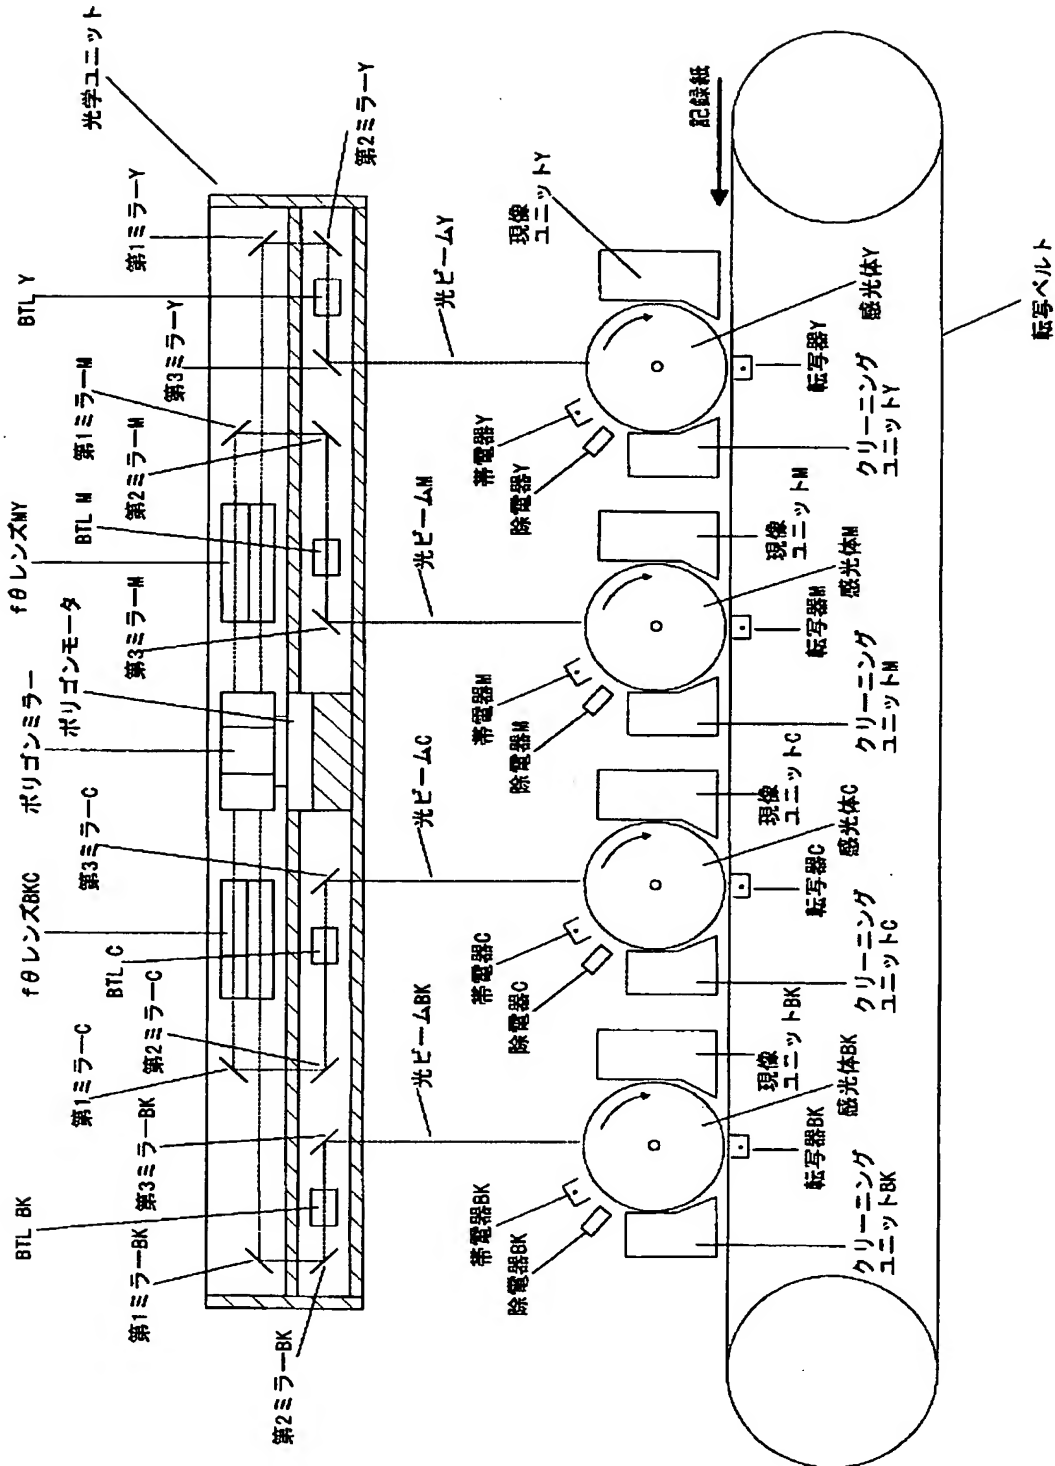 光学ユニット
第2ミラーY
第1ミラーY
BTL Y
第3ミラーY
第1ミラーM
第2ミラーM
BTL M
第3ミラーM
fθレンズMY
ポリゴンモータ
ポリゴンミラー
第3ミラーC
fθレンズBKC
BTL C
第2ミラーC
第1ミラーC
第3ミラーBK
BTL BK
第1ミラーBK
第2ミラーBK
光ビームY
光ビームM
光ビームC
光ビームBK
記録紙
現像
ユニットY
感光体Y
転写ベルト
帯電器Y
除電器Y
転写器Y
クリーニング
ユニットY
現像
ユニットM
感光体M
帯電器M
除電器M
転写器M
クリーニング
ユニットM
現像
ユニットC
感光体C
帯電器C
除電器C
転写器C
クリーニング
ユニットC
現像
ユニットBK
感光体BK
帯電器BK
除電器BK
転写器BK
クリーニング
ユニットBK